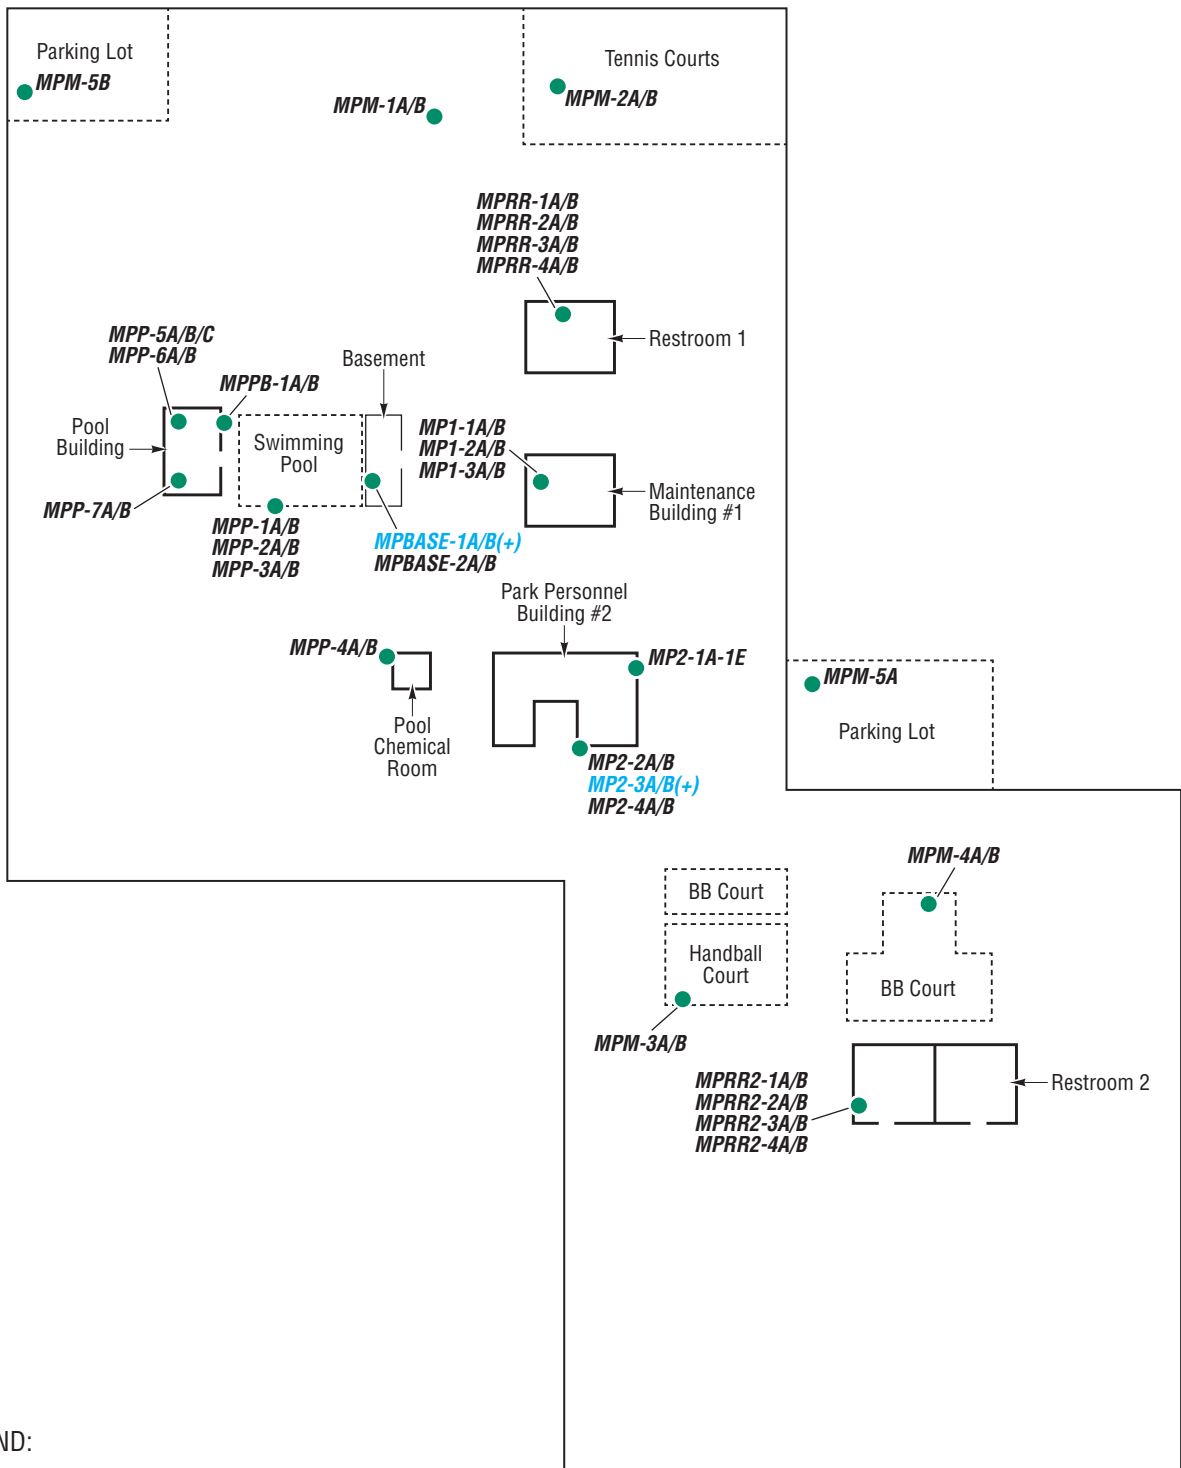 Parking Lot
MPM-5B
MPM-1A/B
Tennis Courts
MPM-2A/B
MPRR-1A/B
MPRR-2A/B
MPRR-3A/B
MPRR-4A/B
Restroom 1
MPP-5A/B/C
MPP-6A/B
MPPB-1A/B
Basement
Pool
Building
Swimming
Pool
MPP-7A/B
MP1-1A/B
MP1-2A/B
MP1-3A/B
Maintenance
Building #1
MPP-1A/B
MPP-2A/B
MPP-3A/B
MPBASE-1A/B(+)
MPBASE-2A/B
Park Personnel
Building #2
MPP-4A/B
MP2-1A-1E
Pool
Chemical
Room
MP2-2A/B
MP2-3A/B(+)
MP2-4A/B
MPM-5A
Parking Lot
BB Court
Handball
Court
MPM-3A/B
MPM-4A/B
BB Court
MPRR2-1A/B
MPRR2-2A/B
MPRR2-3A/B
MPRR2-4A/B
Restroom 2
ND: